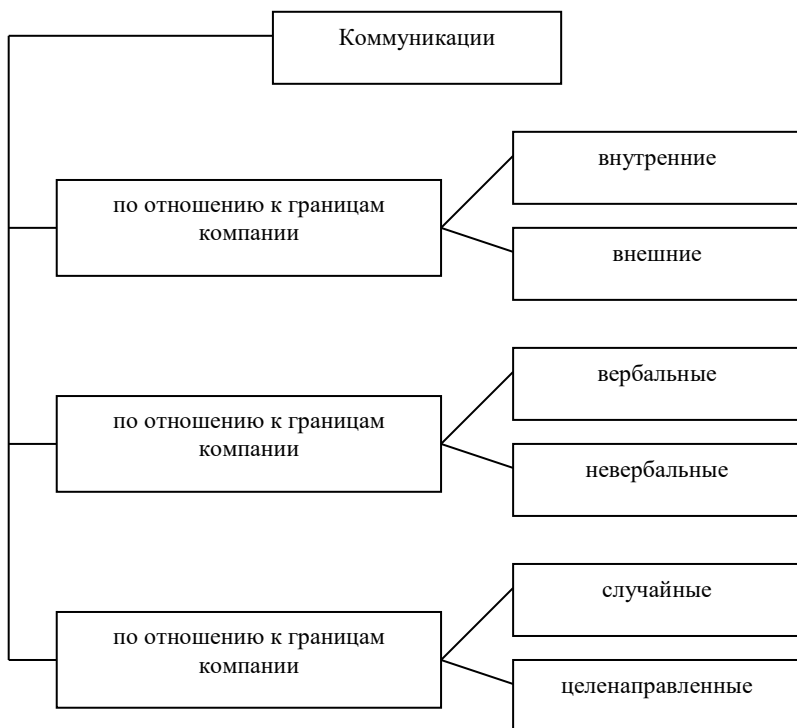 Коммуникации
по отношению к границам
компании
внутренние
внешние
по отношению к границам
компании
вербальные
невербальные
по отношению к границам
компании
случайные
целенаправленные